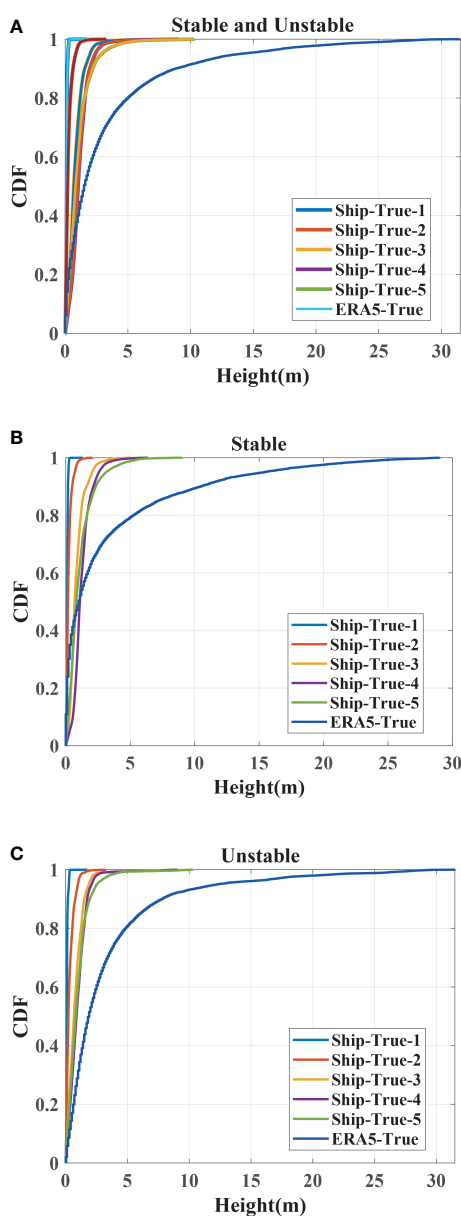 A
Stable and Unstable
1
0.8
0.6
0.4
0.2
0
CDF
Ship-True-1
Ship-True-2
Ship-True-3
Ship-True-4
Ship-True-5
ERA5-True
0 5 10 15 20 25 30
Height(m)
B
Stable
1
0.8
0.6
0.4
0.2
0
CDF
Ship-True-1
Ship-True-2
Ship-True-3
Ship-True-4
Ship-True-5
ERA5-True
0 5 10 15 20 25 30
Height(m)
C
Unstable
1
0.8
0.6
0.4
0.2
0
CDF
Ship-True-1
Ship-True-2
Ship-True-3
Ship-True-4
Ship-True-5
ERA5-True
0 5 10 15 20 25 30
Height(m)